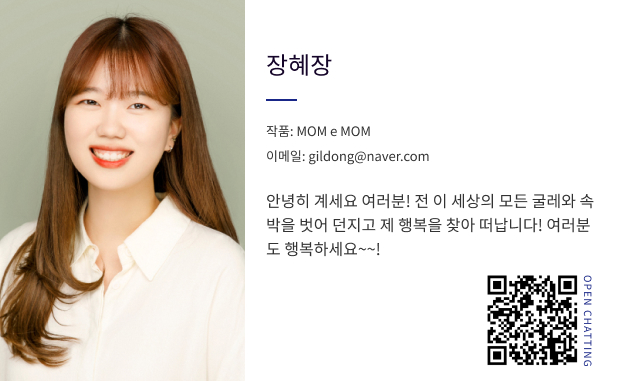 장혜장
작품: MOM e MOM
이메일: gildong@naver.com
안녕히 계세요 여러분! 전 이 세상의 모든 굴레와 속
박을 벗어 던지고 제 행복을 찾아 떠납니다! 여러분
도 행복하세요~~!
OPEN CHATTING